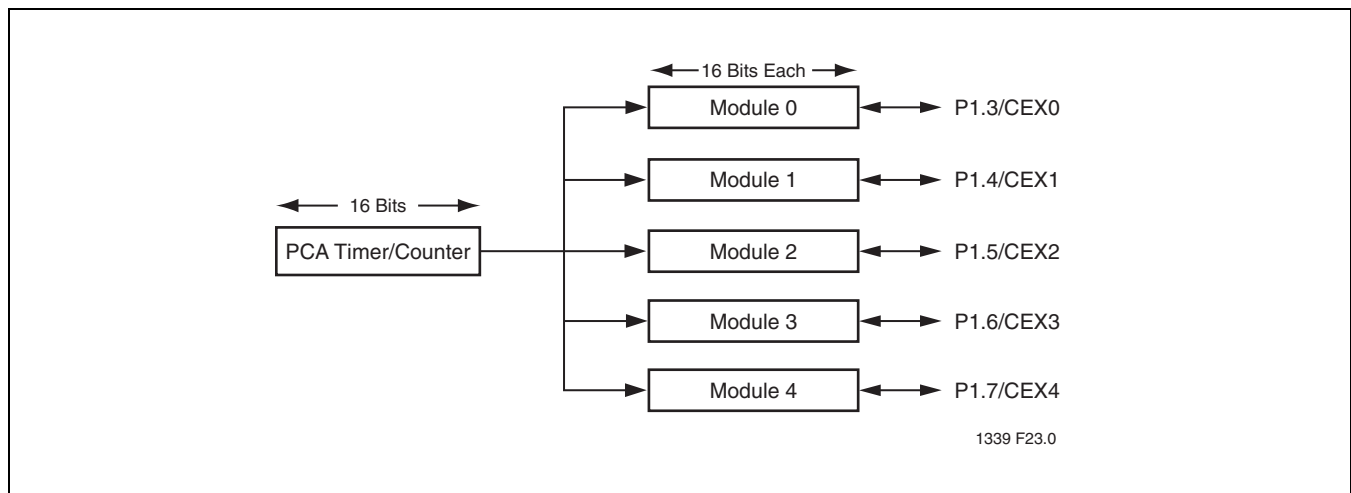 16 Bits Each
Module 0
P1.3/CEX0
Module 1
P1.4/CEX1
16 Bits
PCA Timer/Counter
Module 2
P1.5/CEX2
Module 3
P1.6/CEX3
Module 4
P1.7/CEX4
1339 F23.0